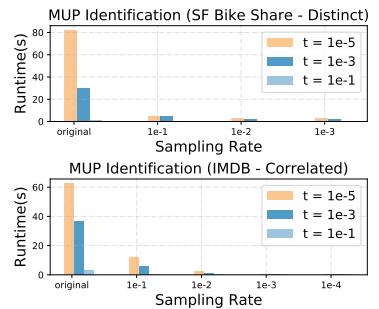 MUP Identification (SF Bike Share - Distinct)
80
60
40
20
0
Runtime(s)
t = 1e-5
t = 1e-3
t = 1e-1
original 1e-1 1e-2 1e-3
Sampling Rate
MUP Identification (IMDB - Correlated)
60
40
20
0
Runtime(s)
t = 1e-5
t = 1e-3
t = 1e-1
original 1e-1 1e-2 1e-3 1e-4
Sampling Rate